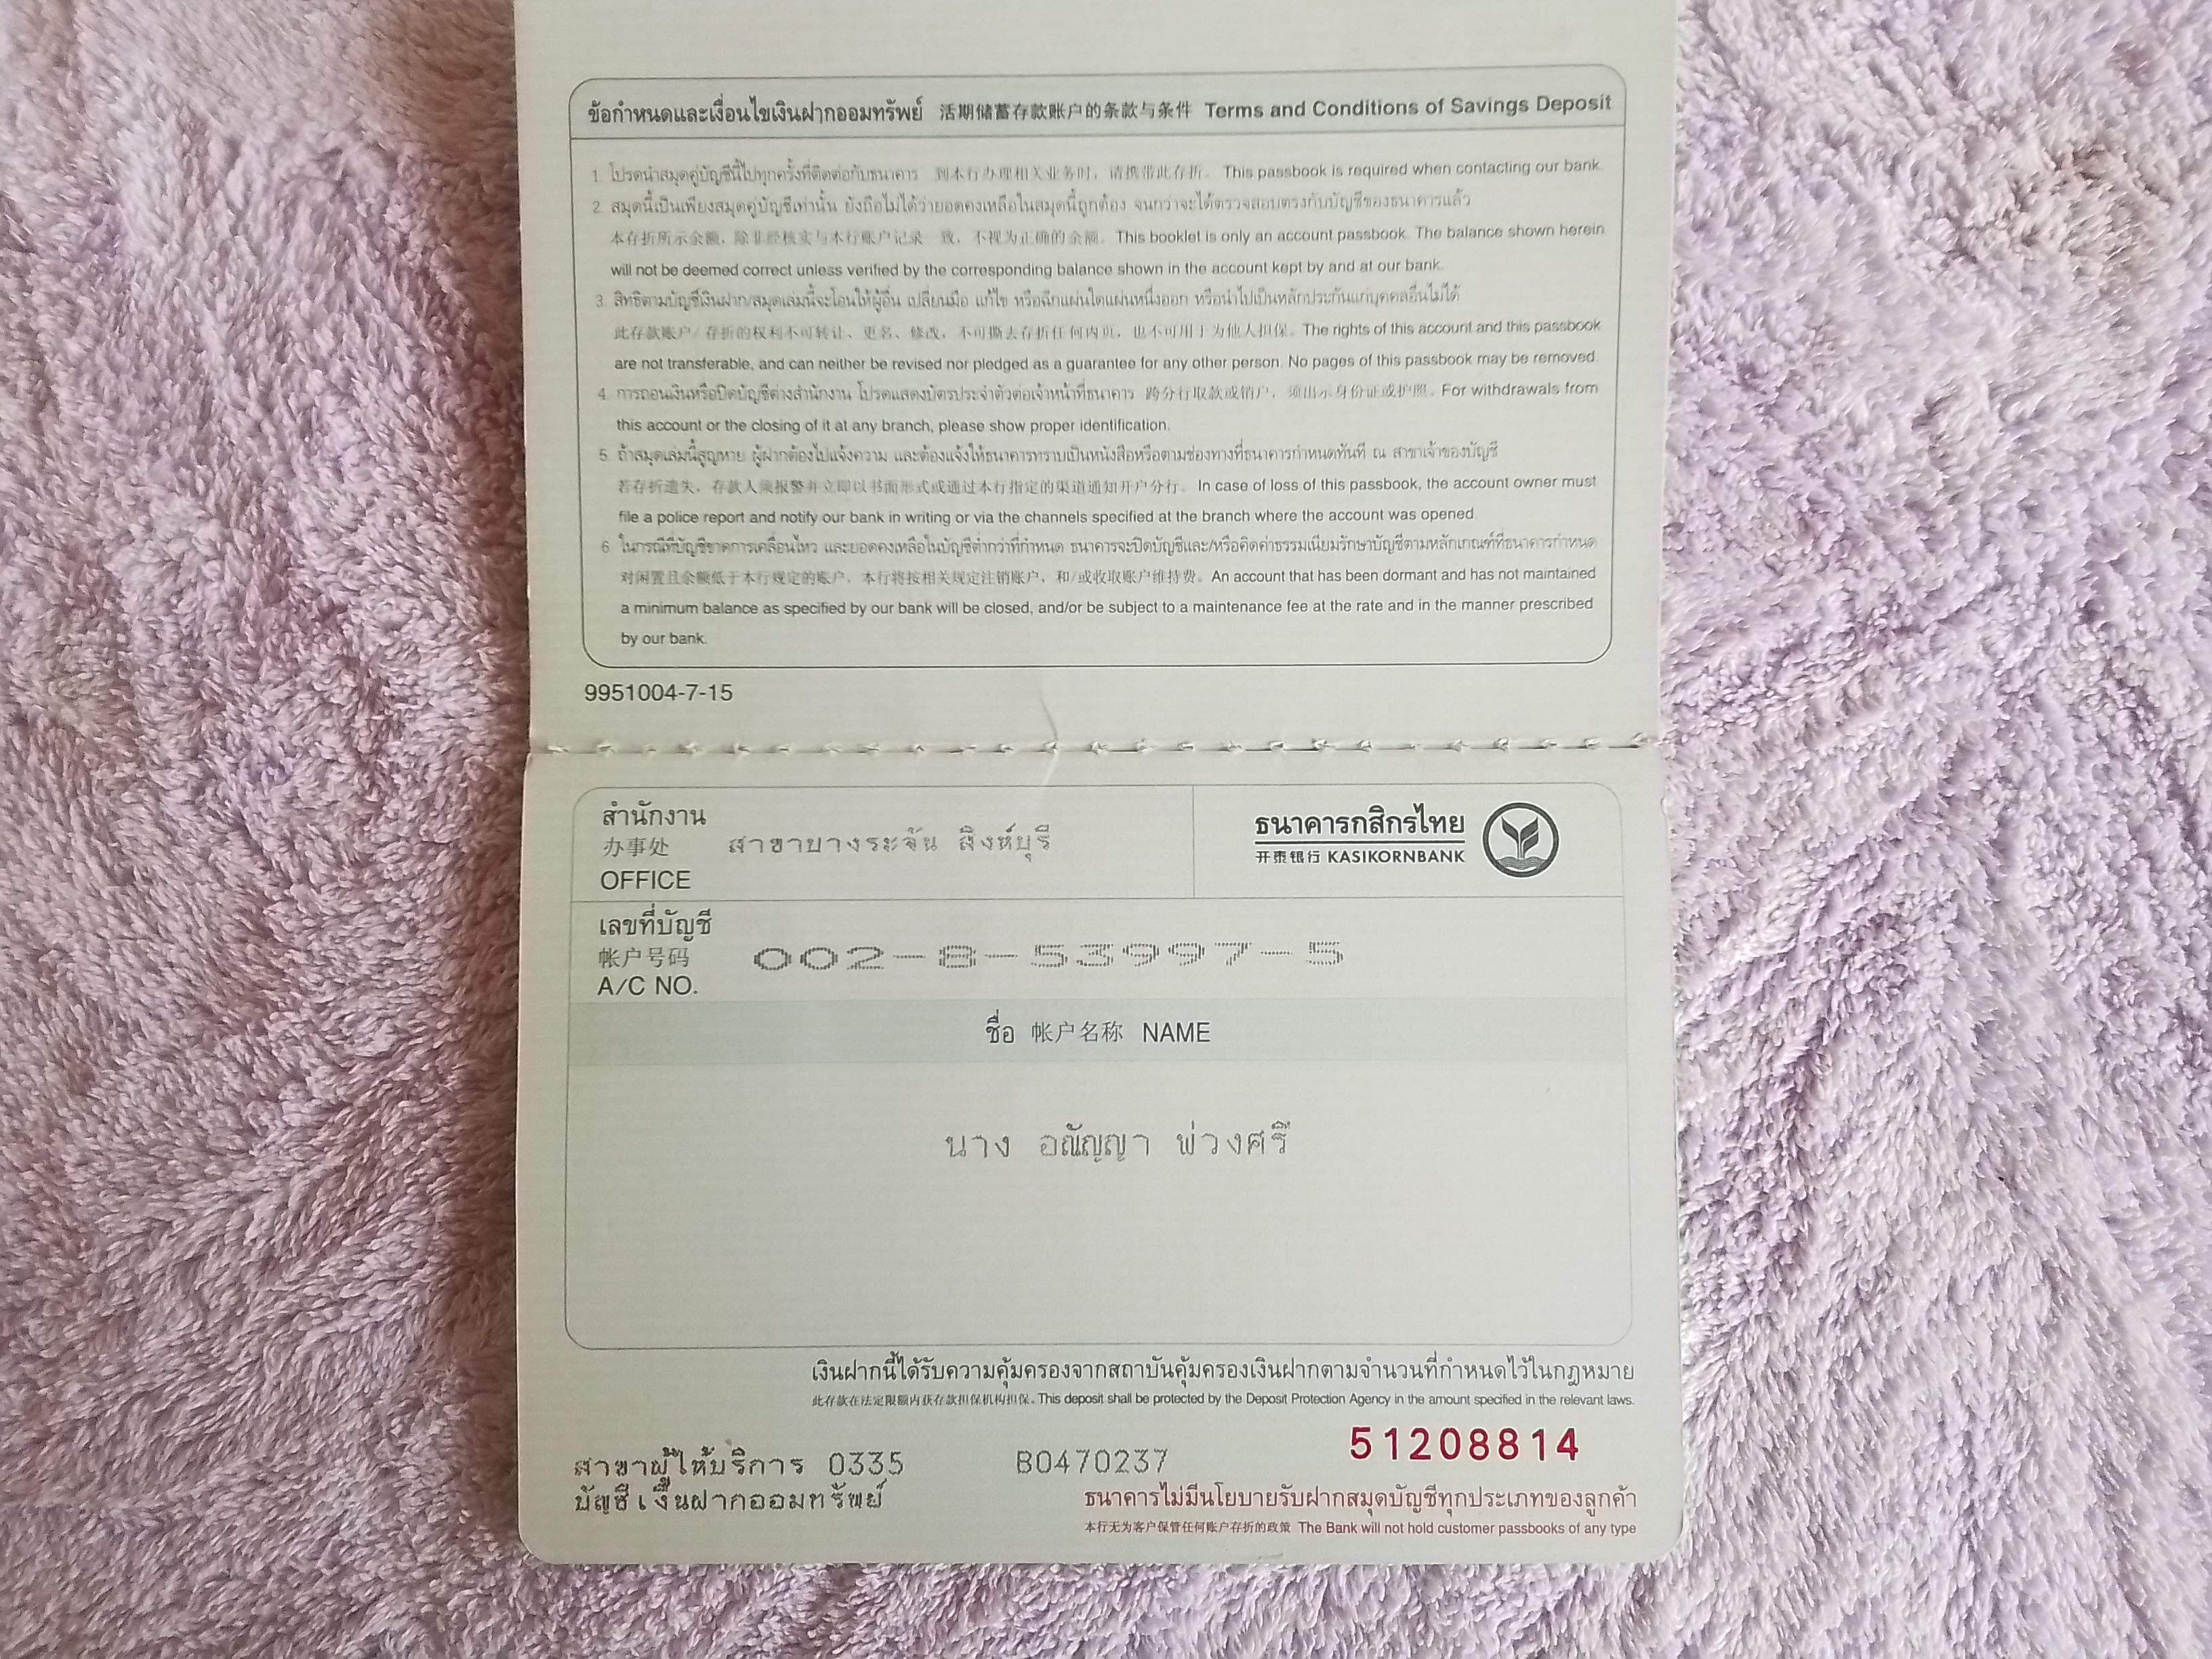 ข้อกำหนดและเงื่อนไขเงินฝากออมทรัพย์ 活期储蓄存款账户的条款与条件 Terms and Conditions of Savings Deposit
1. โปรดนำสมุดคู่บัญชีนี้ไปทุกครั้งที่ติดต่อกับธนาคาร 到本行办理相关业务时，请携带此存折。 This passbook is required when contacting our bank.
2. สมุดนี้เป็นเพียงสมุดคู่บัญชีเท่านั้น ยังถือไม่ได้ว่ายอดคงเหลือในสมุดนี้ถูกต้อง จนกว่าจะได้ตรวจสอบตรงกับบัญชีของธนาคารแล้ว
本存折所示余额，除非经核实与本行账户记录一致，不视为正确的余额。This booklet is only an account passbook. The balance shown herein
will not be deemed correct unless verified by the corresponding balance shown in the account kept by and at our bank.
3. สิทธิตามบัญชีเงินฝาก/สมุดเล่มนี้จะโอนให้ผู้อื่น เปลี่ยนมือ แก้ไข หรือฉีกแผ่นใดแผ่นหนึ่งออก หรือนำไปเป็นหลักประกันแก่บุคคลอื่นไม่ได้
此存款账户/ 存折的权利不可转让、更名、修改，不可撕去存折任何内页，也不可用于为他人担保。The rights of this account and this passbook
are not transferable, and can neither be revised nor pledged as a guarantee for any other person. No pages of this passbook may be removed.
4. การถอนเงินหรือปิดบัญชีต่างสำนักงาน โปรดแสดงบัตรประจำตัวต่อเจ้าหน้าที่ธนาคาร 跨分行取款或销户，须出示身份证或护照。For withdrawals from
this account or the closing of it at any branch, please show proper identification.
5. ถ้าสมุดเล่มนี้สูญหาย ผู้ฝากต้องไปแจ้งความ และต้องแจ้งให้ธนาคารทราบเป็นหนังสือหรือตามช่องทางที่ธนาคารกำหนดทันที ณ สาขาเจ้าของบัญชี
若存折遗失，存款人须报警并立即以书面形式或通过本行指定的渠道通知开户分行。In case of loss of this passbook, the account owner must
file a police report and notify our bank in writing or via the channels specified at the branch where the account was opened.
6. ในกรณีที่บัญชีขาดการเคลื่อนไหว และยอดคงเหลือในบัญชีต่ำกว่าที่กำหนด ธนาคารจะปิดบัญชีและ/หรือคิดค่าธรรมเนียมรักษาบัญชีตามหลักเกณฑ์ที่ธนาคารกำหนด
对闲置且余额低于本行规定的账户，本行将按相关规定注销账户，和/或收取账户维持费。An account that has been dormant and has not maintained
a minimum balance as specified by our bank will be closed, and/or be subject to a maintenance fee at the rate and in the manner prescribed
by our bank.
9951004-7-15
สำนักงาน
办事处 สาขาบางระจัน สิงห์บุรี
OFFICE
ธนาคารกสิกรไทย
开泰银行 KASIKORNBANK
เลขที่บัญชี
帐户号码 002-8-53997-5
A/C NO.
ชื่อ 帐户名称 NAME
นาง อณัญญา พ่วงศรี
เงินฝากนี้ได้รับความคุ้มครองจากสถาบันคุ้มครองเงินฝากตามจำนวนที่กำหนดไว้ในกฎหมาย
此存款在法定限额内获存款担保机构担保。This deposit shall be protected by the Deposit Protection Agency in the amount specified in the relevant laws.
51208814
สาขาผู้ให้บริการ 0335 B0470237
บัญชีเงินฝากออมทรัพย์
ธนาคารไม่มีนโยบายรับฝากสมุดบัญชีทุกประเภทของลูกค้า
本行无为客户保管任何账户存折的政策 The Bank will not hold customer passbooks of any type